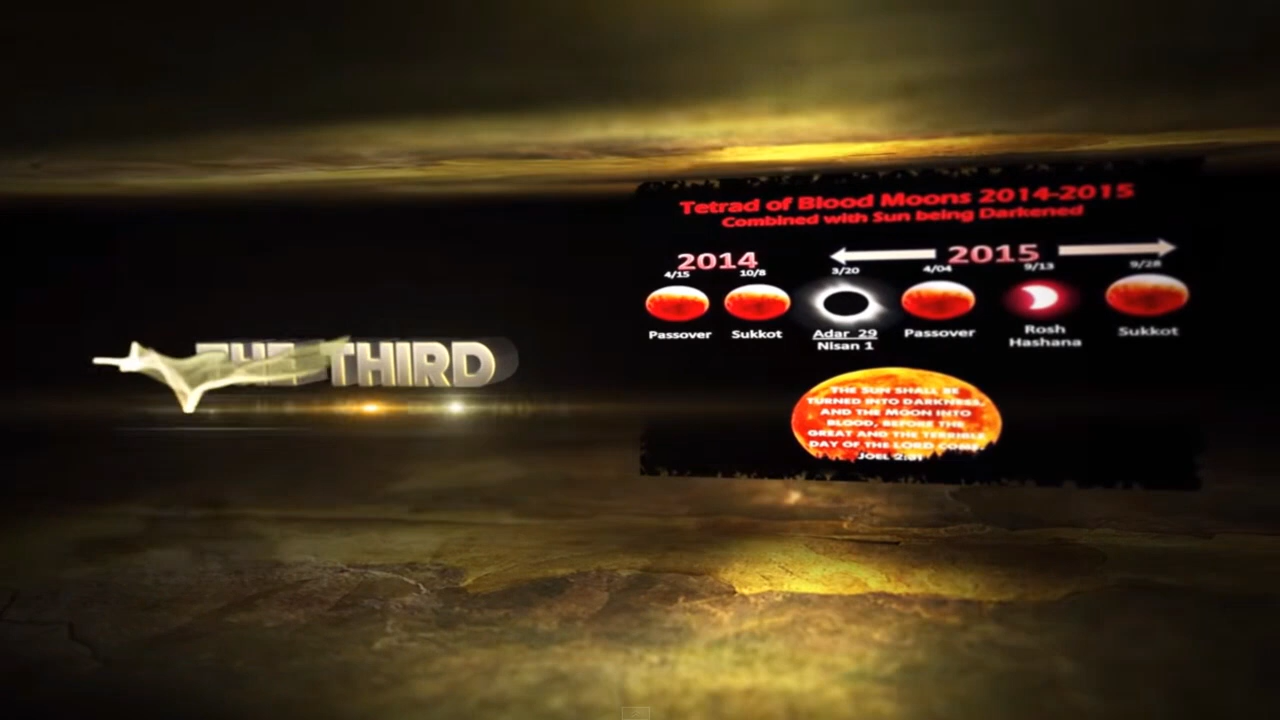 THE THIRD
Tetrad of Blood Moons 2014-2015
Combined with Sun being Darkened
2014
2015
4/15
10/8
3/20
4/04
9/13
9/28
Passover
Sukkot
Adar 29
Nisan 1
Passover
Rosh
Hashana
Sukkot
THE SUN SHALL BE
TURNED INTO DARKNESS,
AND THE MOON INTO
BLOOD, BEFORE THE
GREAT AND THE TERRIBLE
DAY OF THE LORD COME.
JOEL 2:31